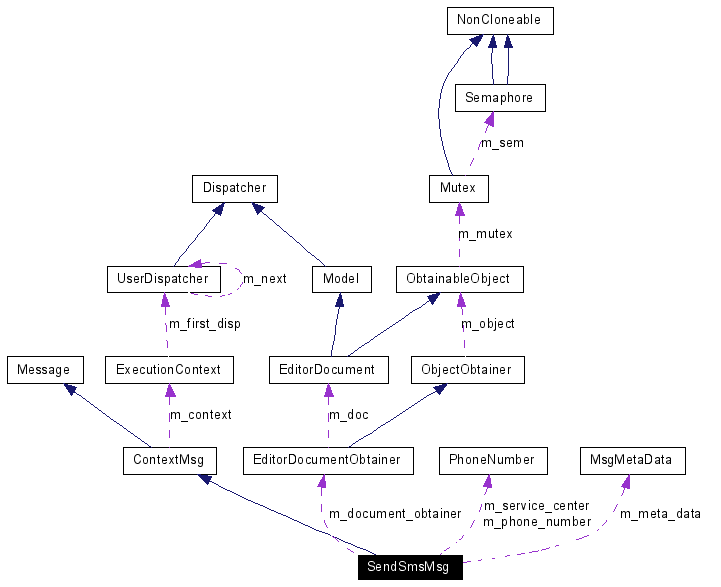 NonCloneable
Semaphore
m_sem
Dispatcher
Mutex
m_mutex
UserDispatcher
m_next
Model
ObtainableObject
m_first_disp
m_object
Message
ExecutionContext
EditorDocument
ObjectObtainer
m_context
m_doc
ContextMsg
EditorDocumentObtainer
PhoneNumber
MsgMetaData
m_document_obtainer
m_service_center
m_phone_number
m_meta_data
SendSmsMsg